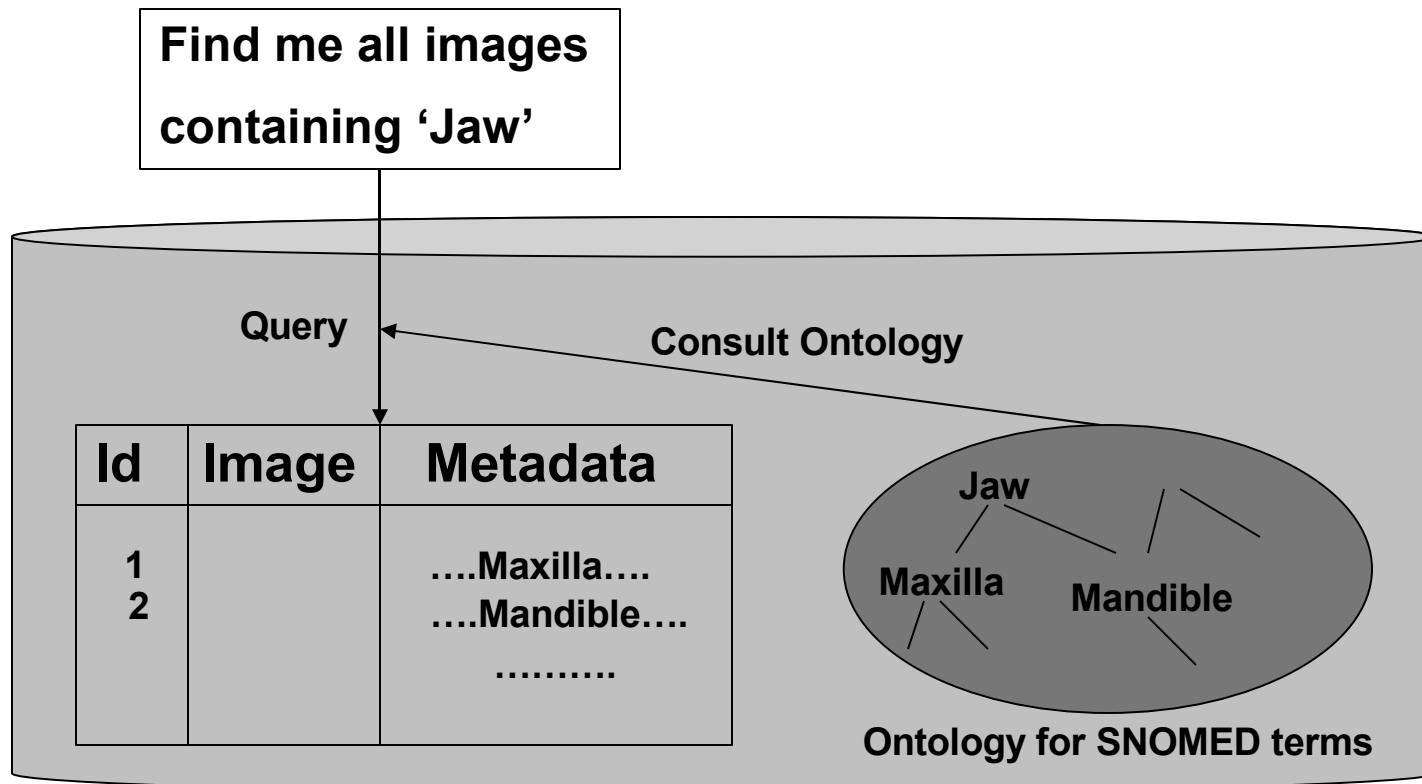 Find me all images
containing ‘Jaw’
Query
Consult Ontology
Id Image Metadata
1 ….Maxilla….
2 ….Mandible….
……….
Jaw
Maxilla
Mandible
Ontology for SNOMED terms